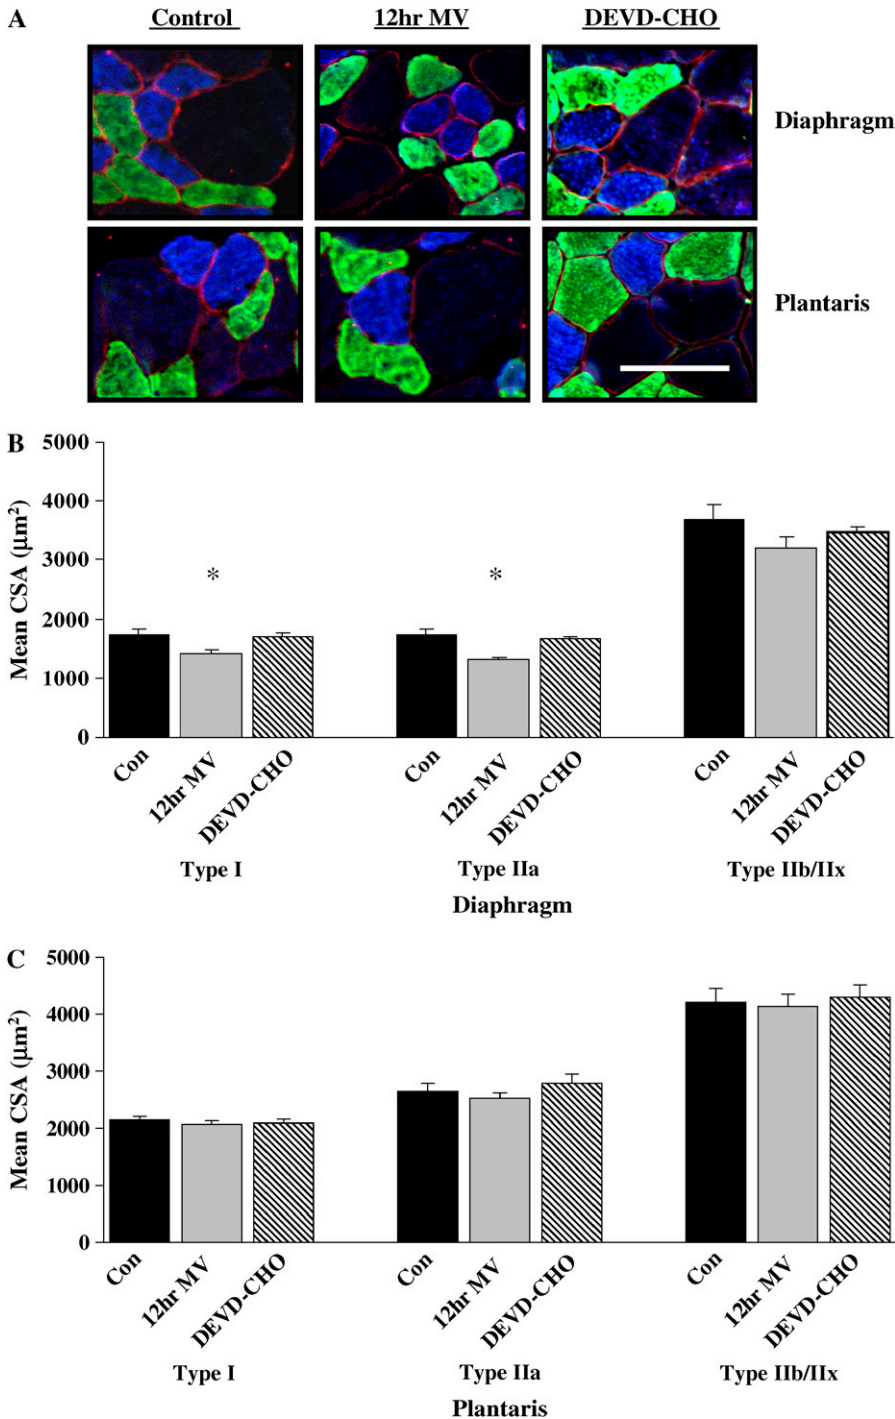 A Control 12hr MV DEVD-CHO
Diaphragm
Plantaris
B
Mean CSA (μm²)
5000
4000
3000
2000
1000
0
* *
Con 12hr MV DEVD-CHO Con 12hr MV DEVD-CHO Con 12hr MV DEVD-CHO
Type I Type IIa Type IIb/IIx
Diaphragm
C
Mean CSA (μm²)
5000
4000
3000
2000
1000
0
Con 12hr MV DEVD-CHO Con 12hr MV DEVD-CHO Con 12hr MV DEVD-CHO
Type I Type IIa Type IIb/IIx
Plantaris